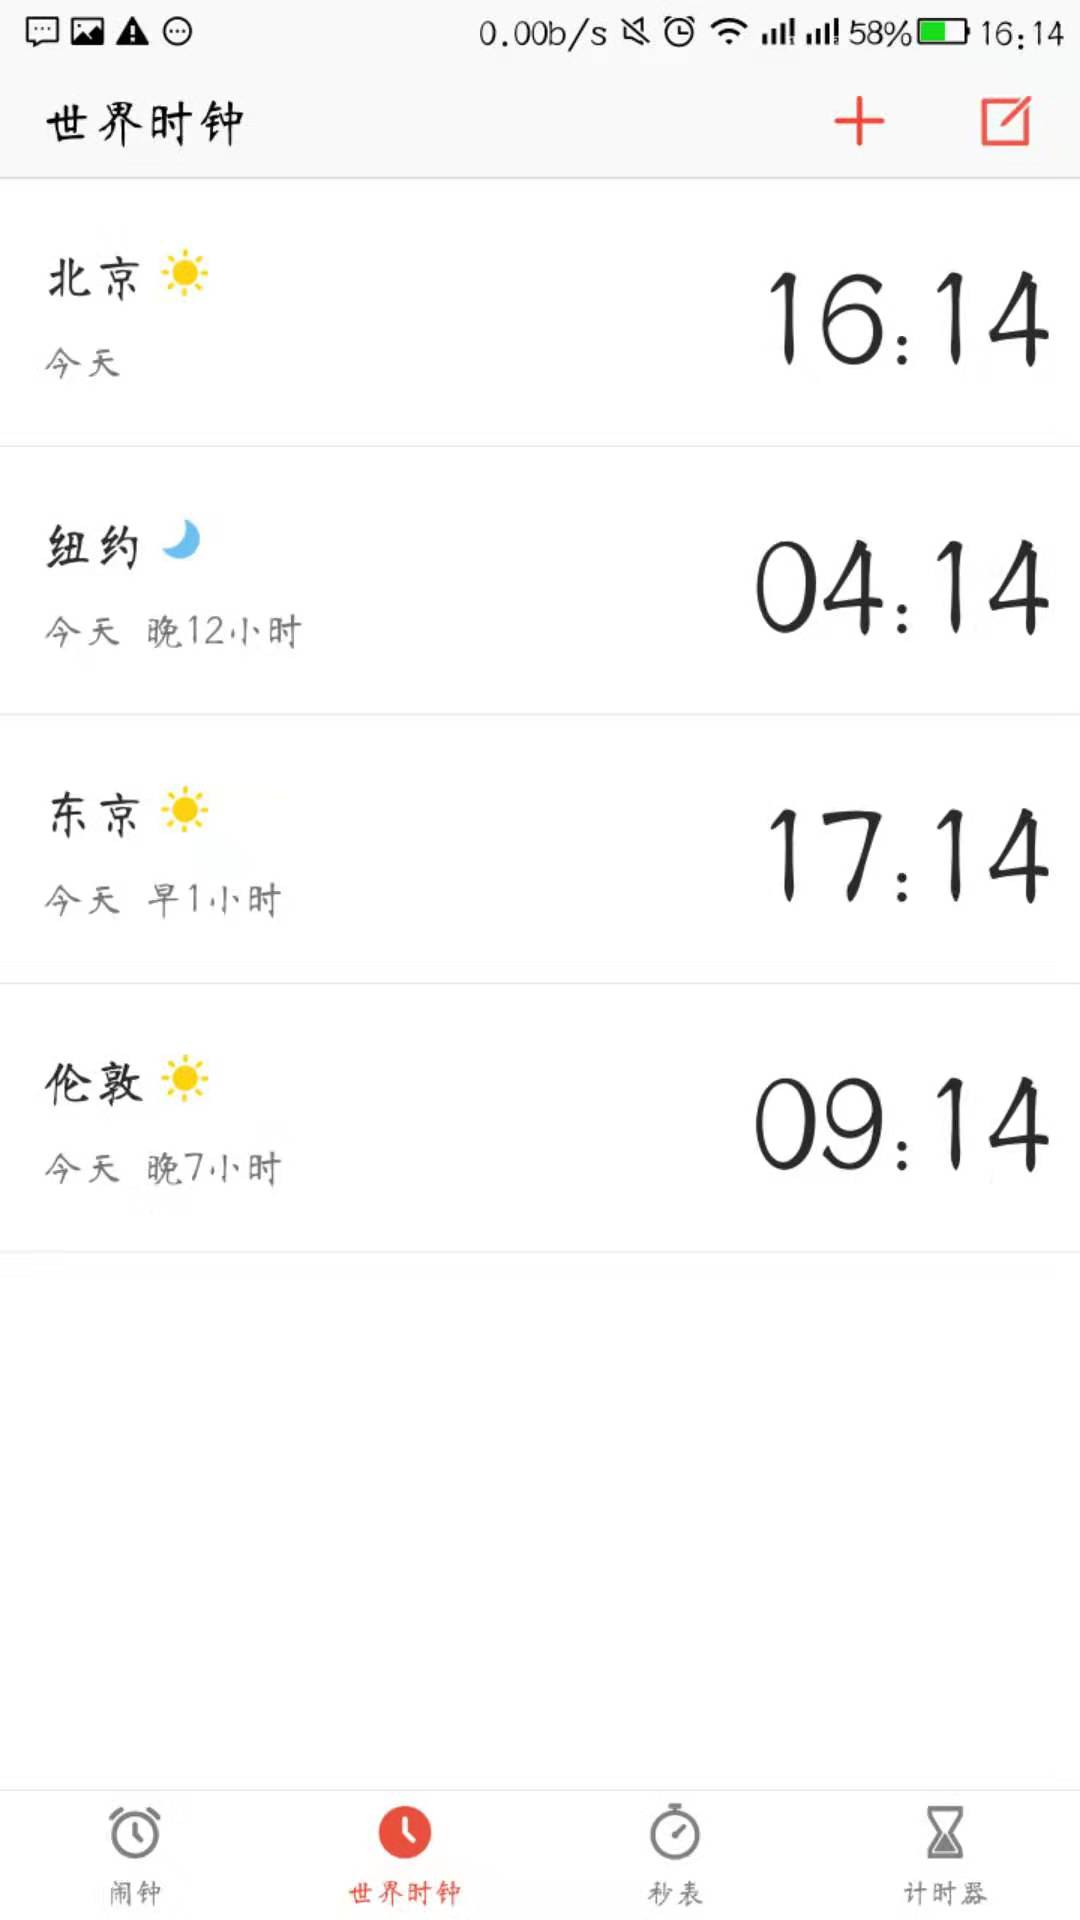 0.00b/s 58% 16:14
世界时钟
北京
今天
16:14
纽约
今天 晚12小时
04:14
东京
今天 早1小时
17:14
伦敦
今天 晚7小时
09:14
闹钟 世界时钟 秒表 计时器